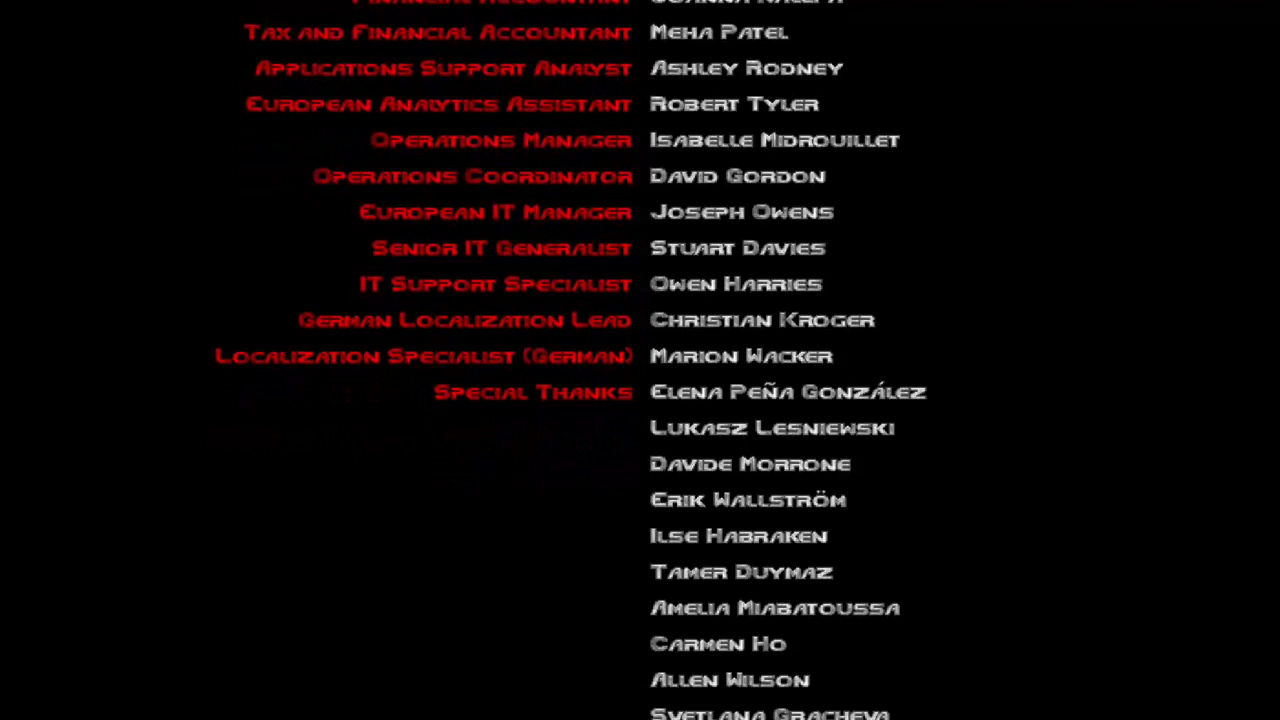 Financial Accountant
Tax and Financial Accountant Meha Patel
Applications Support Analyst Ashley Rodney
European Analytics Assistant Robert Tyler
Operations Manager Isabelle Midrouillet
Operations Coordinator David Gordon
European IT Manager Joseph Owens
Senior IT Generalist Stuart Davies
IT Support Specialist Owen Harries
German Localization Lead Christian Kroger
Localization Specialist (German) Marion Wacker
Special Thanks Elena Peña González
Lukasz Lesniewski
Davide Morrone
Erik Wallström
Ilse Habraken
Tamer Duymaz
Amelia Miabatoussa
Carmen Ho
Allen Wilson
Svetlana Gracheva